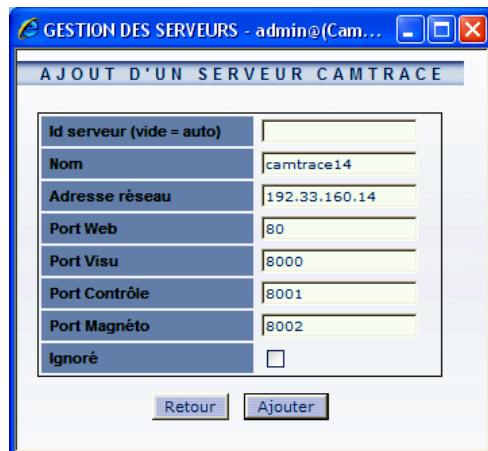 GESTION DES SERVEURS - admin@(Cam...
AJOUT D'UN SERVEUR CAMTRACE
Id serveur (vide = auto)
Nom camtrace14
Adresse réseau 192.33.160.14
Port Web 80
Port Visu 8000
Port Contrôle 8001
Port Magnéto 8002
Ignoré
Retour Ajouter